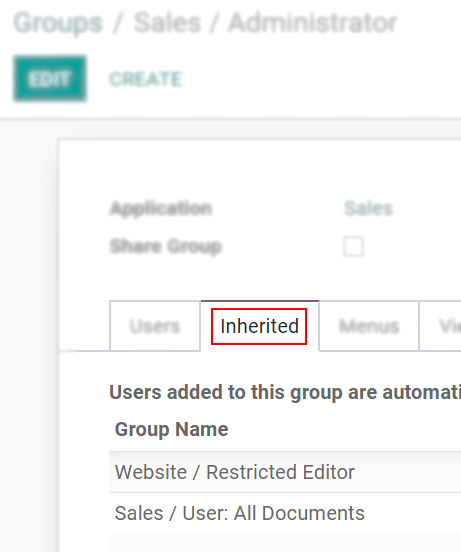 Groups / Sales / Administrator
EDIT CREATE
Application Sales
Share Group
Users Inherited Menus
Users added to this group are automati
Group Name
Website / Restricted Editor
Sales / User: All Documents